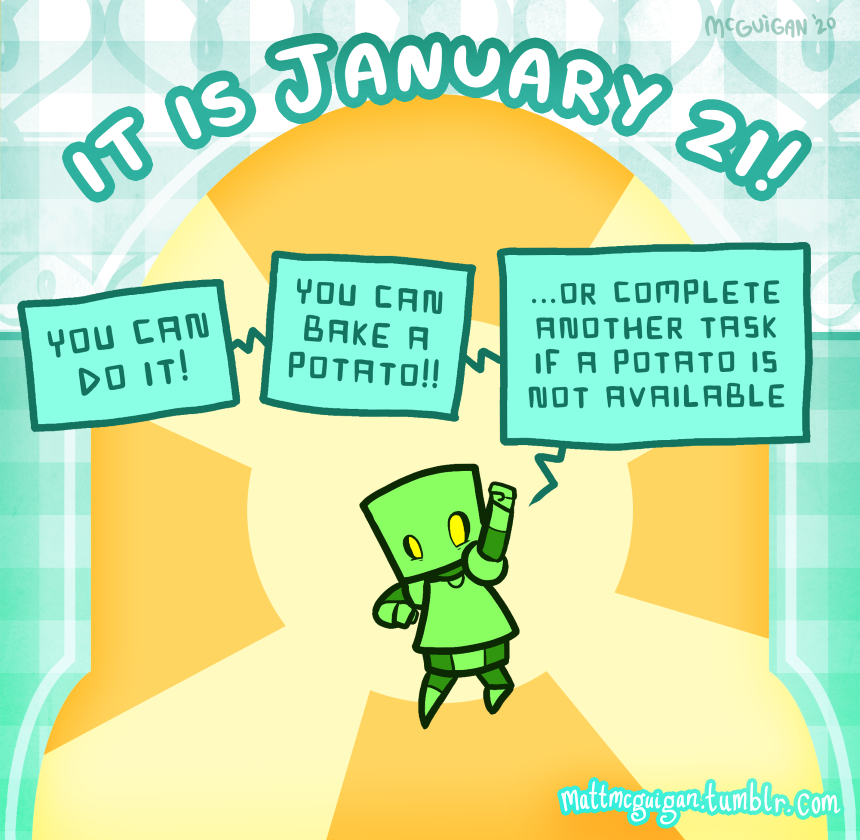 McGUIGAN '20
IT IS JANUARY 21!!
YOU CAN
DO IT!
YOU CAN
BAKE A
POTATO!!
...OR COMPLETE
ANOTHER TASK
IF A POTATO IS
NOT AVAILABLE
mattmcguigan.tumblr.com